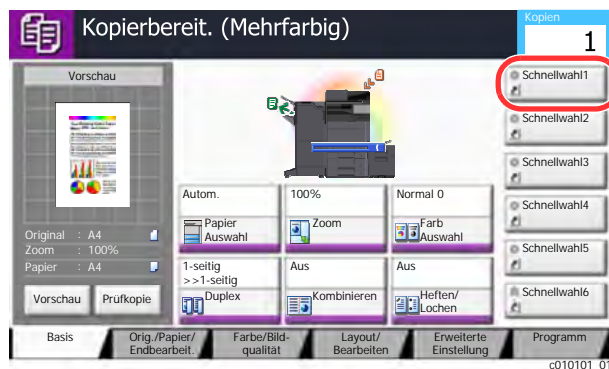 Kopierbereit. (Mehrfarbig)
Kopien
1
Vorschau
Original : A4
Zoom : 100%
Papier : A4
Vorschau
Prüfkopie
Autom.
Papier
Auswahl
100%
Zoom
Normal 0
Farb
Auswahl
1-seitig
>>1-seitig
Duplex
Aus
Kombinieren
Aus
Heften/
Lochen
Schnellwahl1
Schnellwahl2
Schnellwahl3
Schnellwahl4
Schnellwahl5
Schnellwahl6
Basis
Orig./Papier/
Endbearbeit.
Farbe/Bild-
qualität
Layout/
Bearbeiten
Erweiterte
Einstellung
Programm
c010101_01